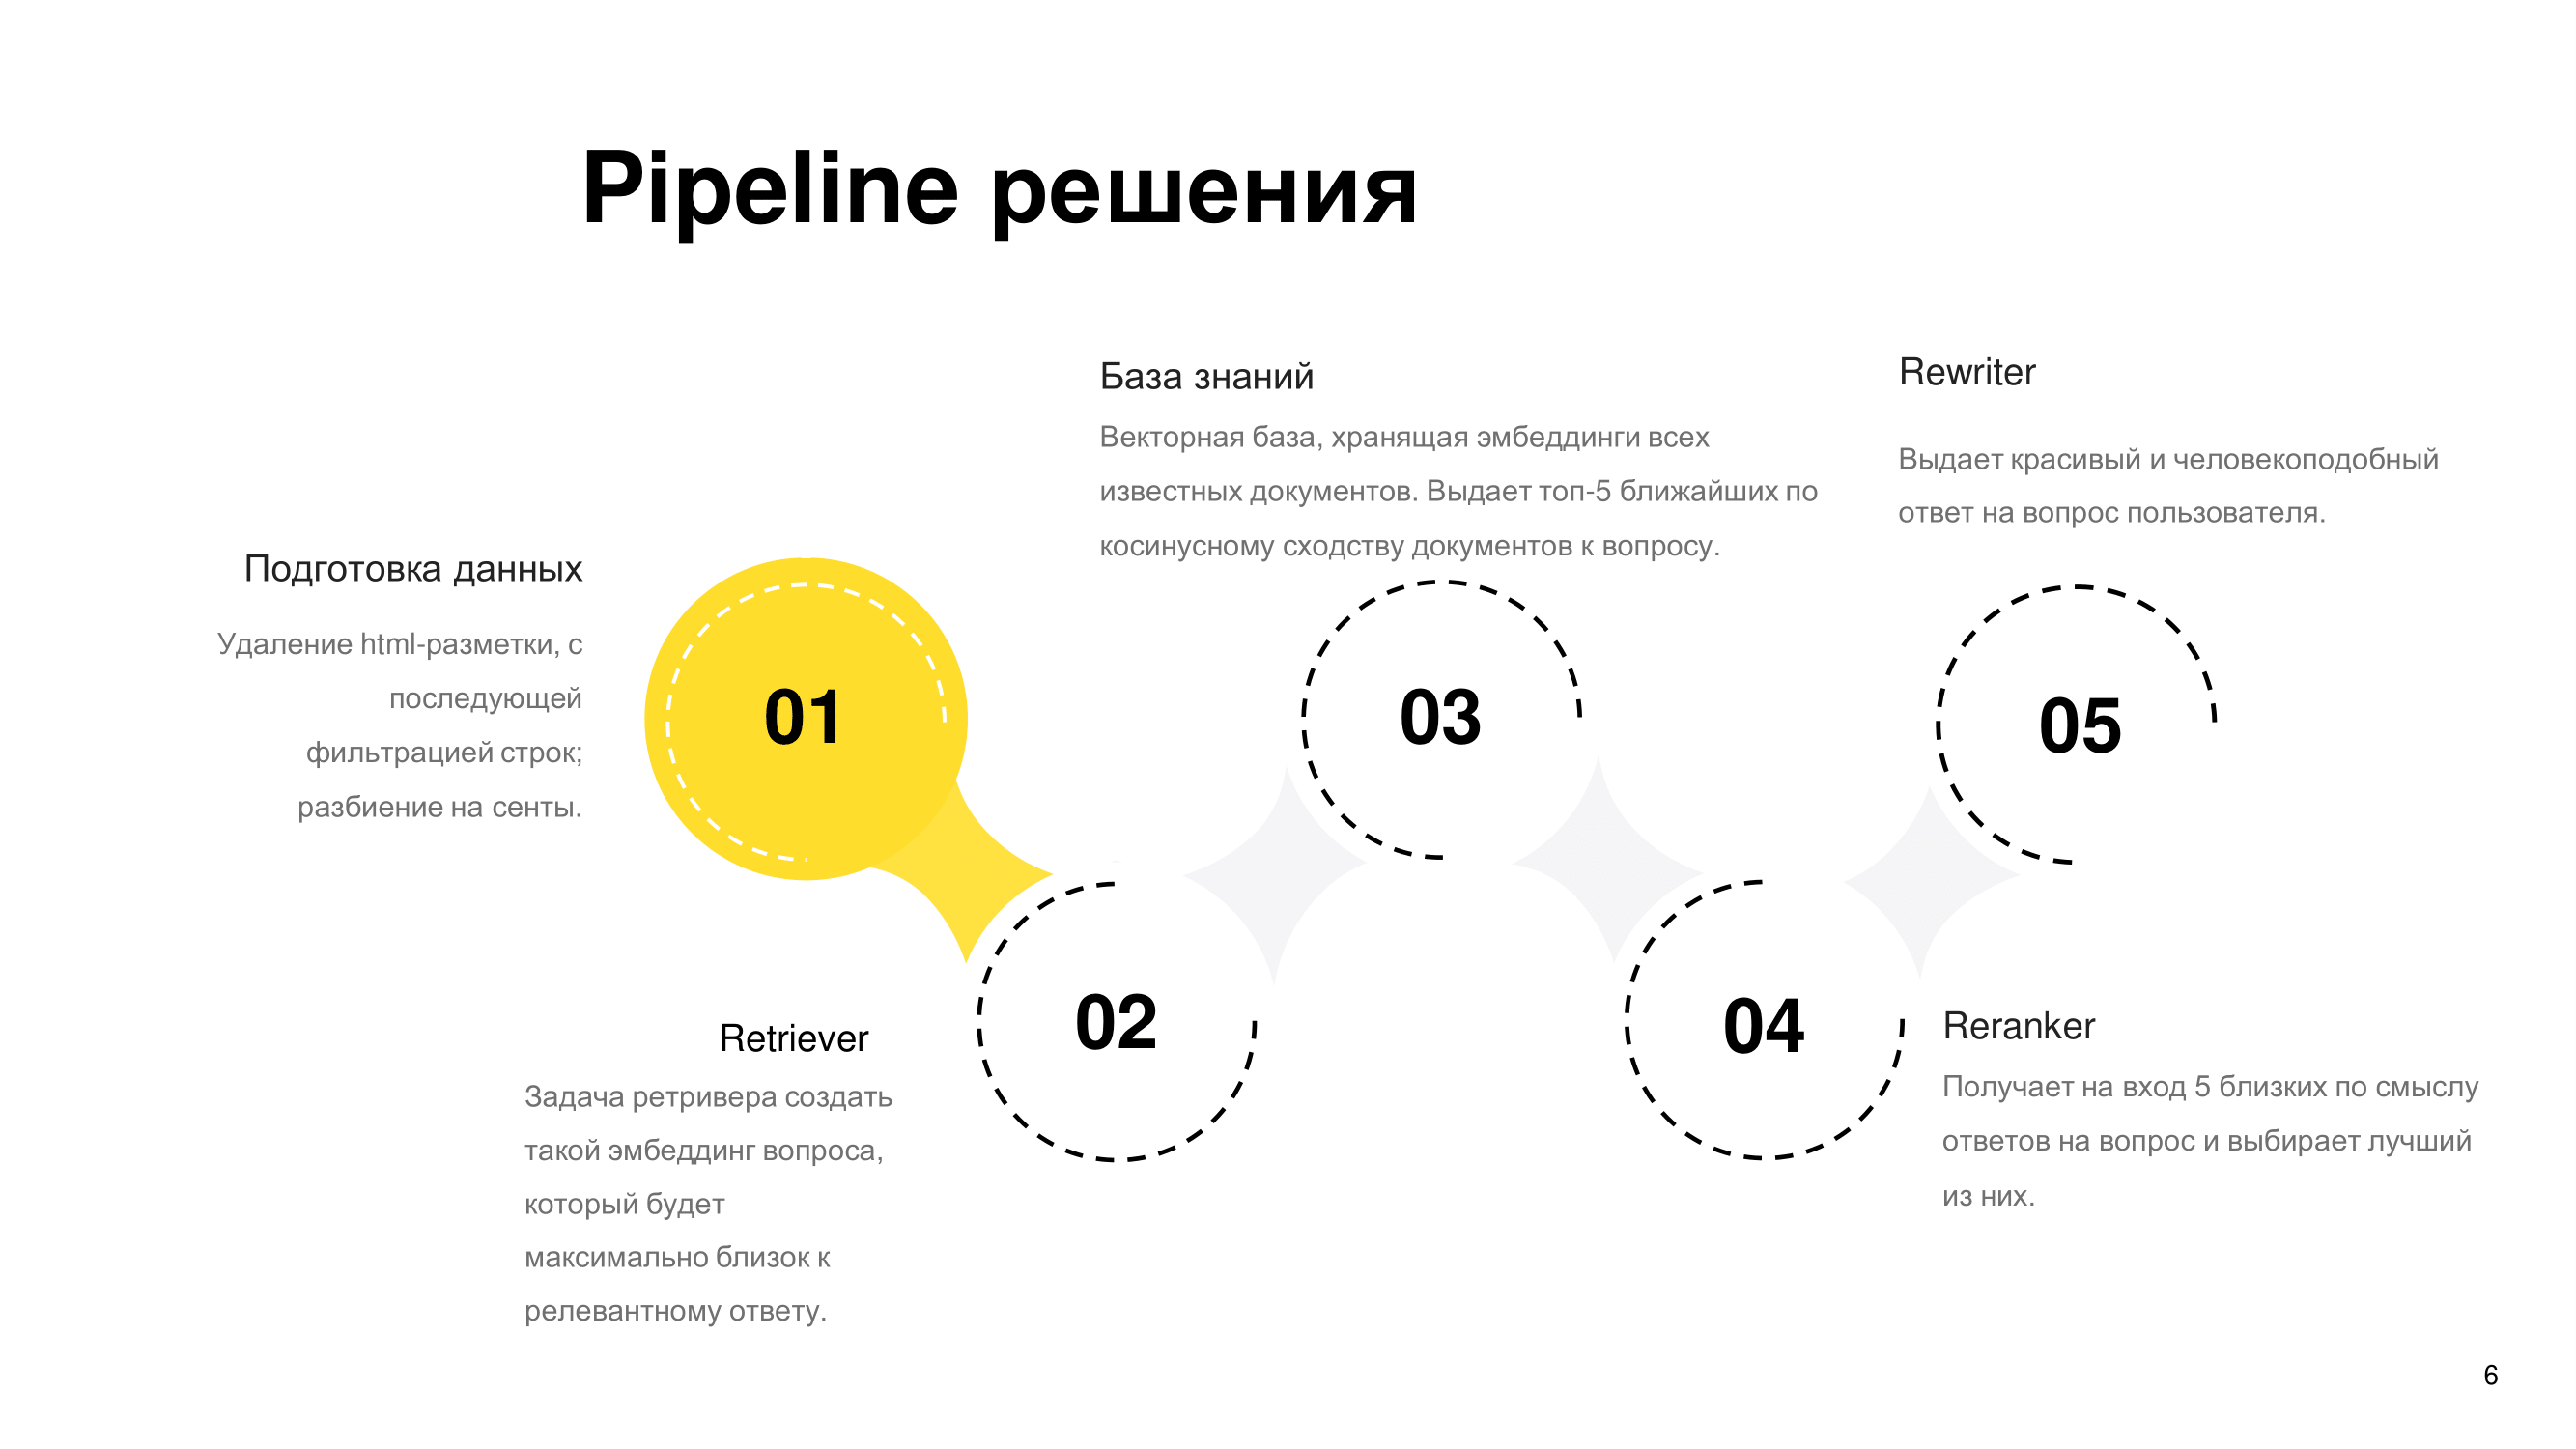 Pipeline решения
Подготовка данных
Удаление html-разметки, с
последующей
фильтрацией строк;
разбиение на сенты.
01
Retriever
Задача ретривера создать
такой эмбеддинг вопроса,
который будет
максимально близок к
релевантному ответу.
02
База знаний
Векторная база, хранящая эмбеддинги всех
известных документов. Выдает топ-5 ближайших по
косинусному сходству документов к вопросу.
03
04
Reranker
Получает на вход 5 близких по смыслу
ответов на вопрос и выбирает лучший
из них.
Rewriter
Выдает красивый и человекоподобный
ответ на вопрос пользователя.
05
6